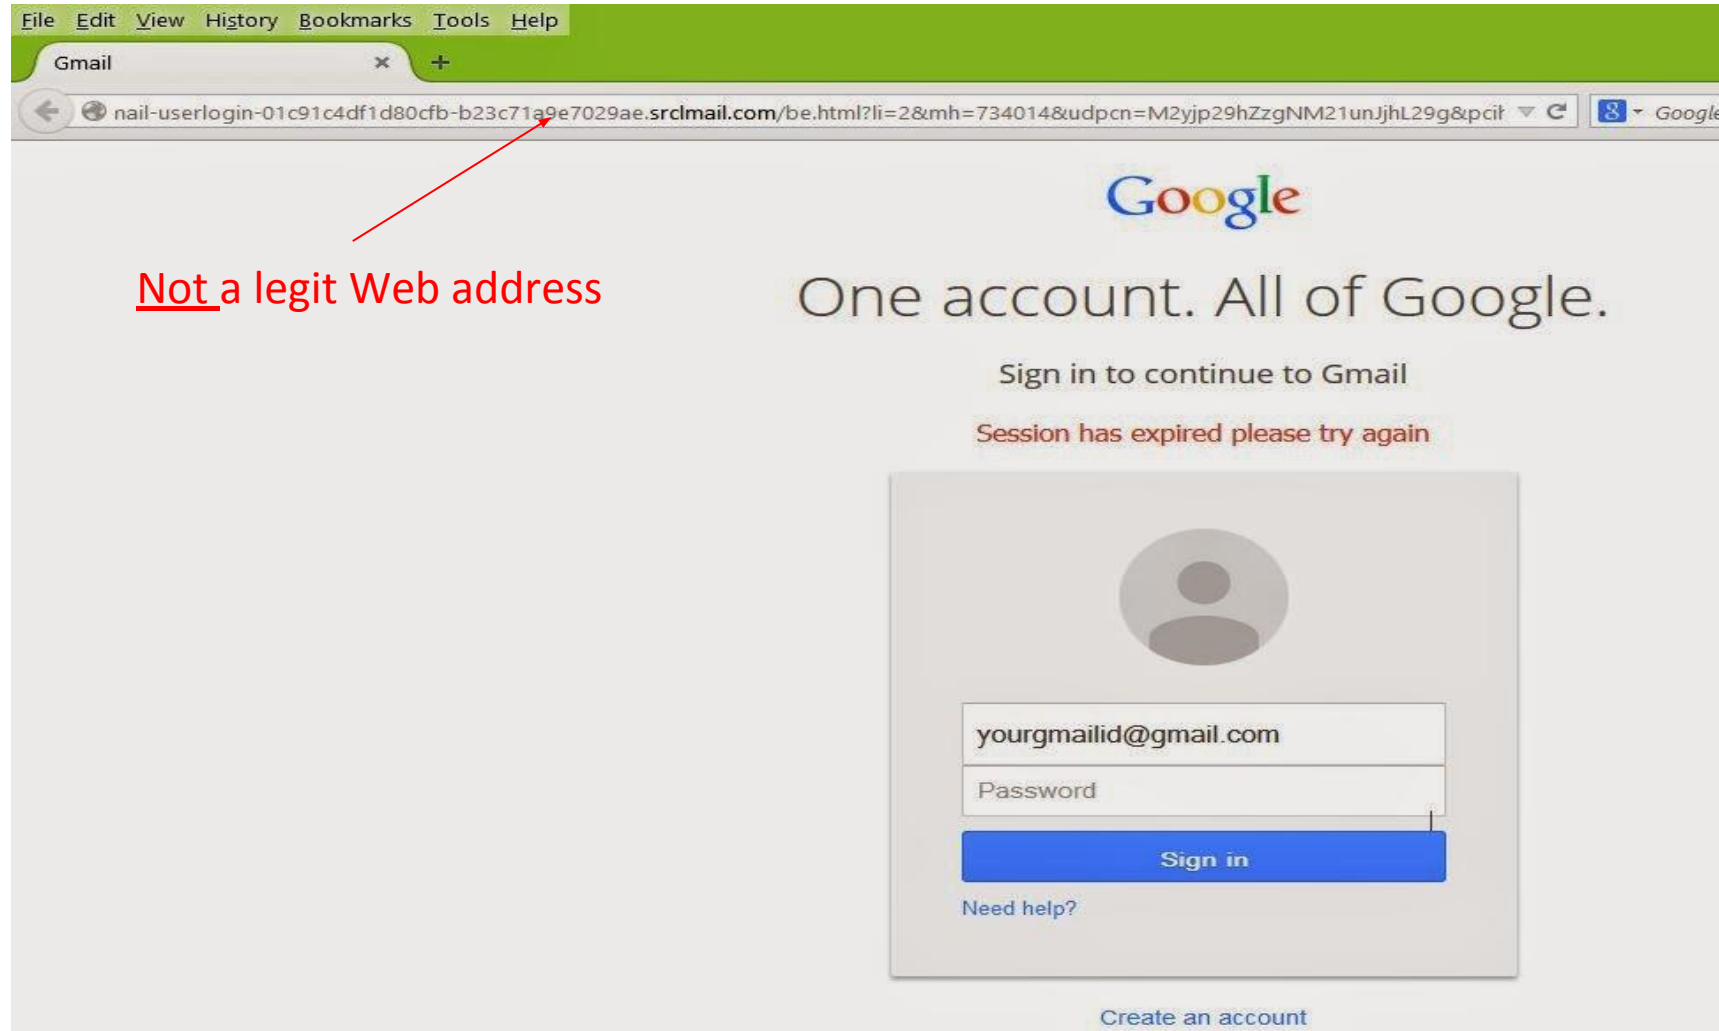 File Edit View History Bookmarks Tools Help
Gmail
nail-userlogin-01c91c4df1d80cfb-b23c71a9e7029ae.srclmail.com/be.html?li=2&mh=734014&udpcn=M2yjp29hZzgNM21unJjhL29g&pcil 8 Google
Google
Not a legit Web address
One account. All of Google.
Sign in to continue to Gmail
Session has expired please try again
yourgmailid@gmail.com
Password
Sign in
Need help?
Create an account